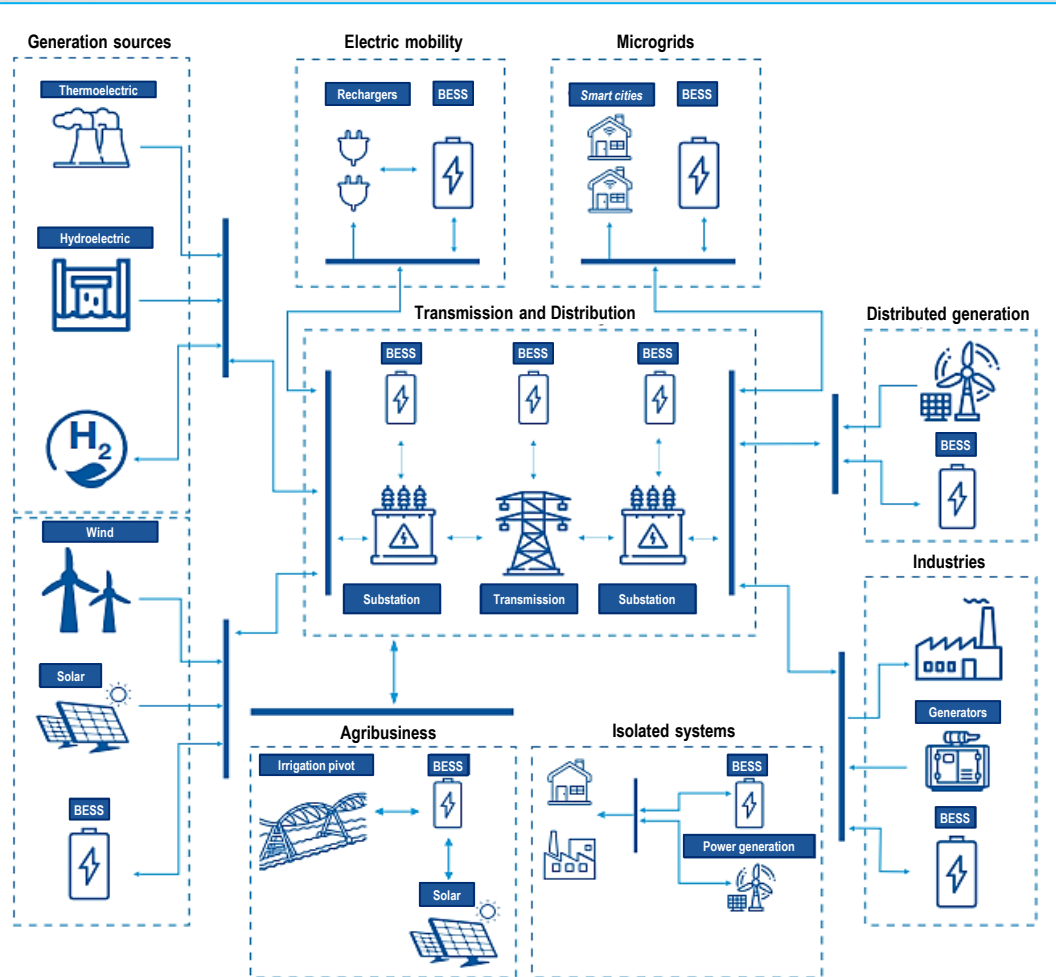 Generation sources
Thermoelectric
Hydroelectric
H2
Wind
Solar
BESS
Electric mobility
Rechargers
BESS
Microgrids
Smart cities
BESS
Transmission and Distribution
BESS
BESS
BESS
Substation
Transmission
Substation
Distributed generation
BESS
Industries
Generators
BESS
Agribusiness
Irrigation pivot
BESS
Solar
Isolated systems
BESS
Power generation